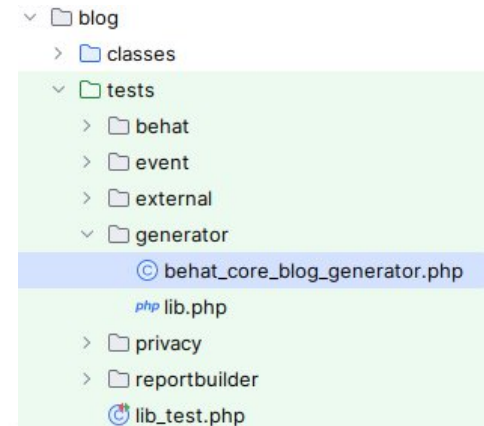 blog
classes
tests
behat
event
external
generator
behat_core_blog_generator.php
php lib.php
privacy
reportbuilder
lib_test.php